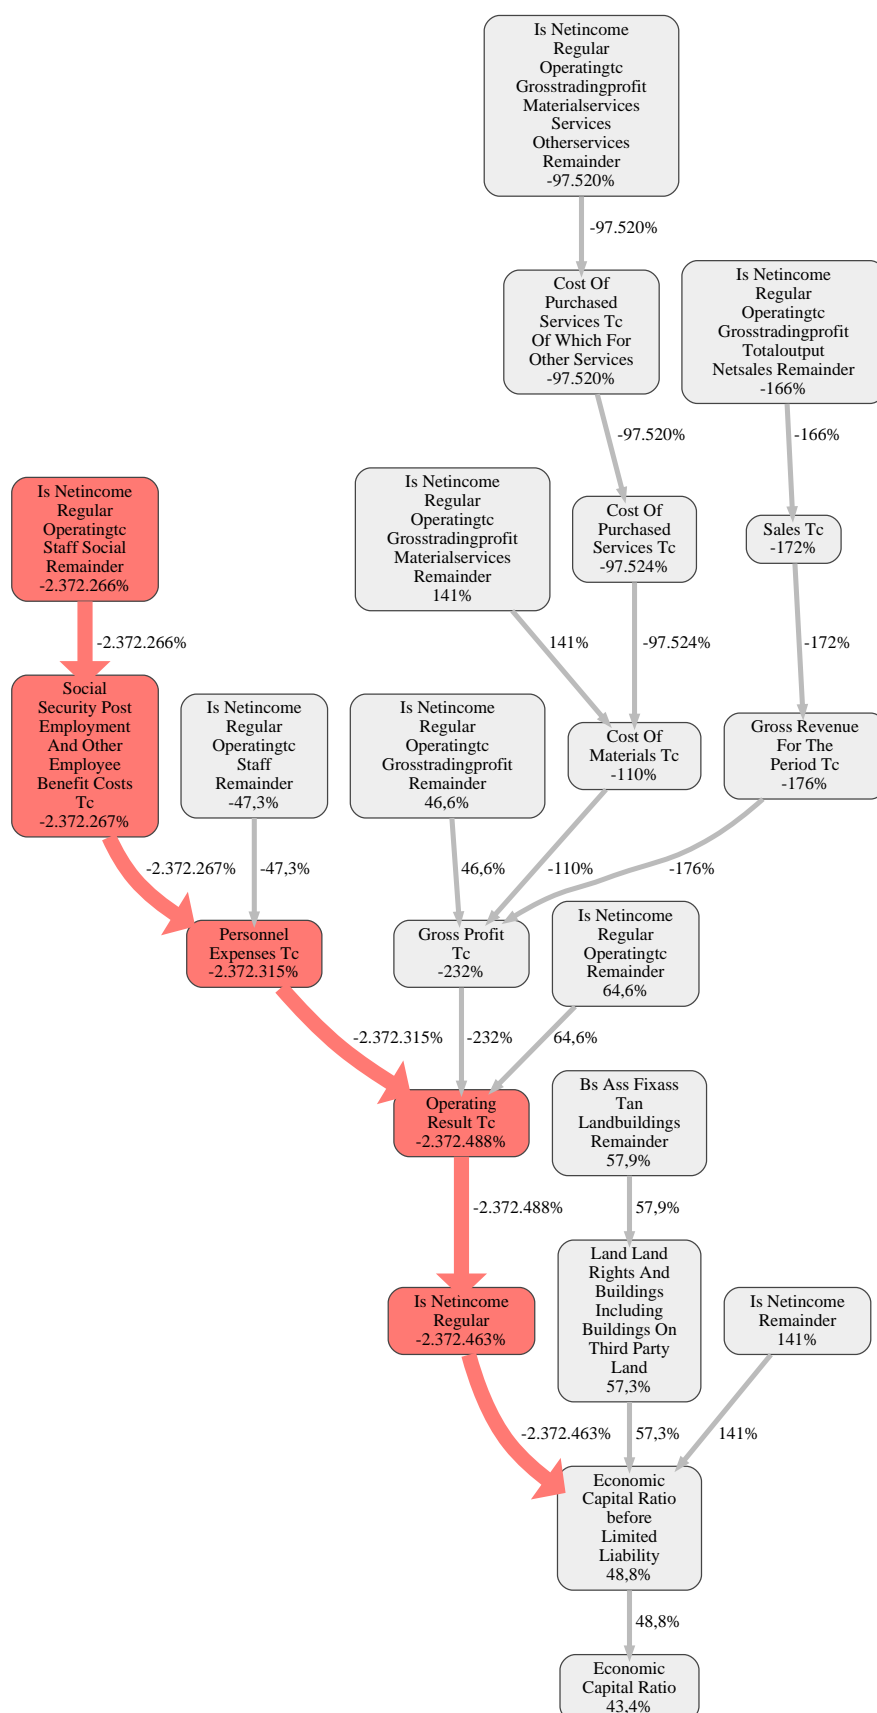 Is Netincome
Regular
Operatingtc
Grosstradingprofit
Materialservices
Services
Otherservices
Remainder
-97.520%
-97.520%
Cost Of
Purchased
Services Tc
Of Which For
Other Services
-97.520%
Is Netincome
Regular
Operatingtc
Grosstradingprofit
Totaloutput
Netsales Remainder
-166%
-97.520%
-166%
Is Netincome
Regular
Operatingtc
Staff Social
Remainder
-2.372.266%
Is Netincome
Regular
Operatingtc
Grosstradingprofit
Materialservices
Remainder
141%
Cost Of
Purchased
Services Tc
-97.524%
Sales Tc
-172%
-2.372.266%
141%
-97.524%
-172%
Social
Security Post
Employment
And Other
Employee
Benefit Costs
Tc
-2.372.267%
Is Netincome
Regular
Operatingtc
Staff
Remainder
-47,3%
Is Netincome
Regular
Operatingtc
Grosstradingprofit
Remainder
46,6%
Cost Of
Materials Tc
-110%
Gross Revenue
For The
Period Tc
-176%
-2.372.267%
-47,3%
46,6%
-110%
-176%
Personnel
Expenses Tc
-2.372.315%
Gross Profit
Tc
-232%
Is Netincome
Regular
Operatingtc
Remainder
64,6%
-2.372.315%
-232%
64,6%
Operating
Result Tc
-2.372.488%
Bs Ass Fixass
Tan
Landbuildings
Remainder
57,9%
-2.372.488%
57,9%
Is Netincome
Regular
-2.372.463%
Land Land
Rights And
Buildings
Including
Buildings On
Third Party
Land
57,3%
Is Netincome
Remainder
141%
-2.372.463%
57,3%
141%
Economic
Capital Ratio
before
Limited
Liability
48,8%
48,8%
Economic
Capital Ratio
43,4%